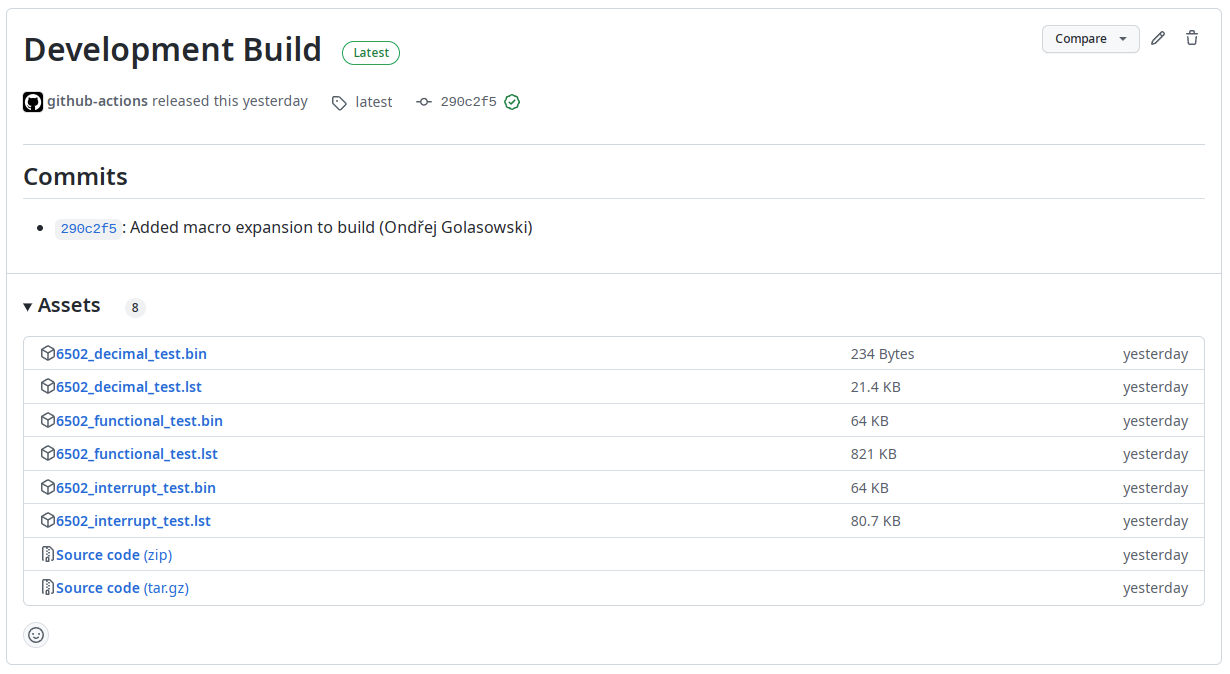 Development Build Latest Compare
github-actions released this yesterday latest 290c2f5
Commits
290c2f5: Added macro expansion to build (Ondřej Golasowski)
Assets 8
6502_decimal_test.bin 234 Bytes yesterday
6502_decimal_test.lst 21.4 KB yesterday
6502_functional_test.bin 64 KB yesterday
6502_functional_test.lst 821 KB yesterday
6502_interrupt_test.bin 64 KB yesterday
6502_interrupt_test.lst 80.7 KB yesterday
Source code (zip) yesterday
Source code (tar.gz) yesterday